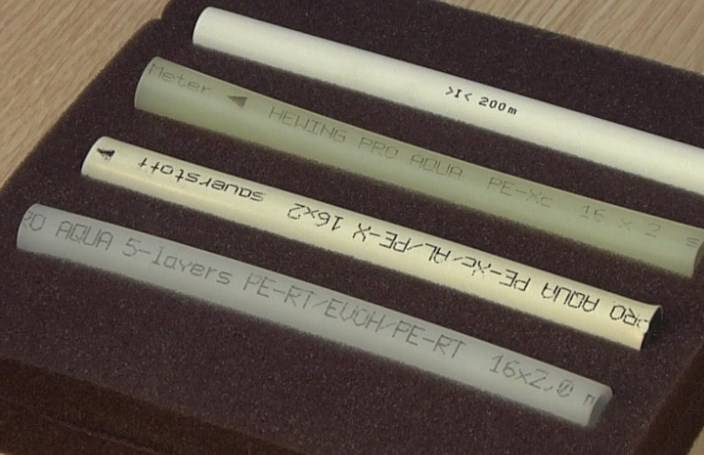 >I< 200m
Meter ◄ HEWING PRO AQUA PE-Xc 16 X 2
PRO AQUA PE-Xc/AL/PE-X 16x2 sauerstoff
RO AQUA 5-layers PE-RT/EVOH/PE-RT 16x2,0 m